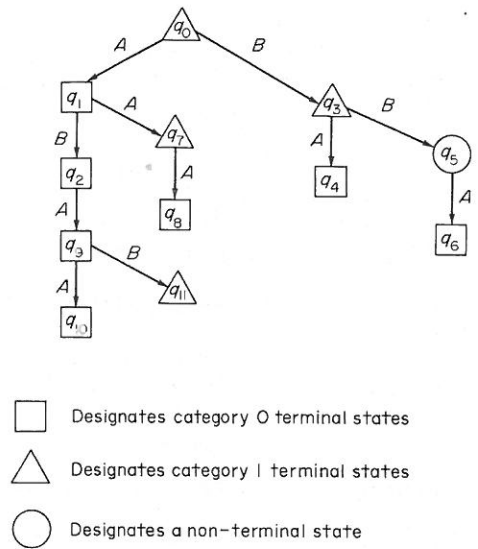 q0
A
B
q1
A
q3
B
B
q7
A
q5
q2
A
q4
A
A
q8
q6
q9
B
A
q11
q10
Designates category 0 terminal states
Designates category 1 terminal states
Designates a non-terminal state